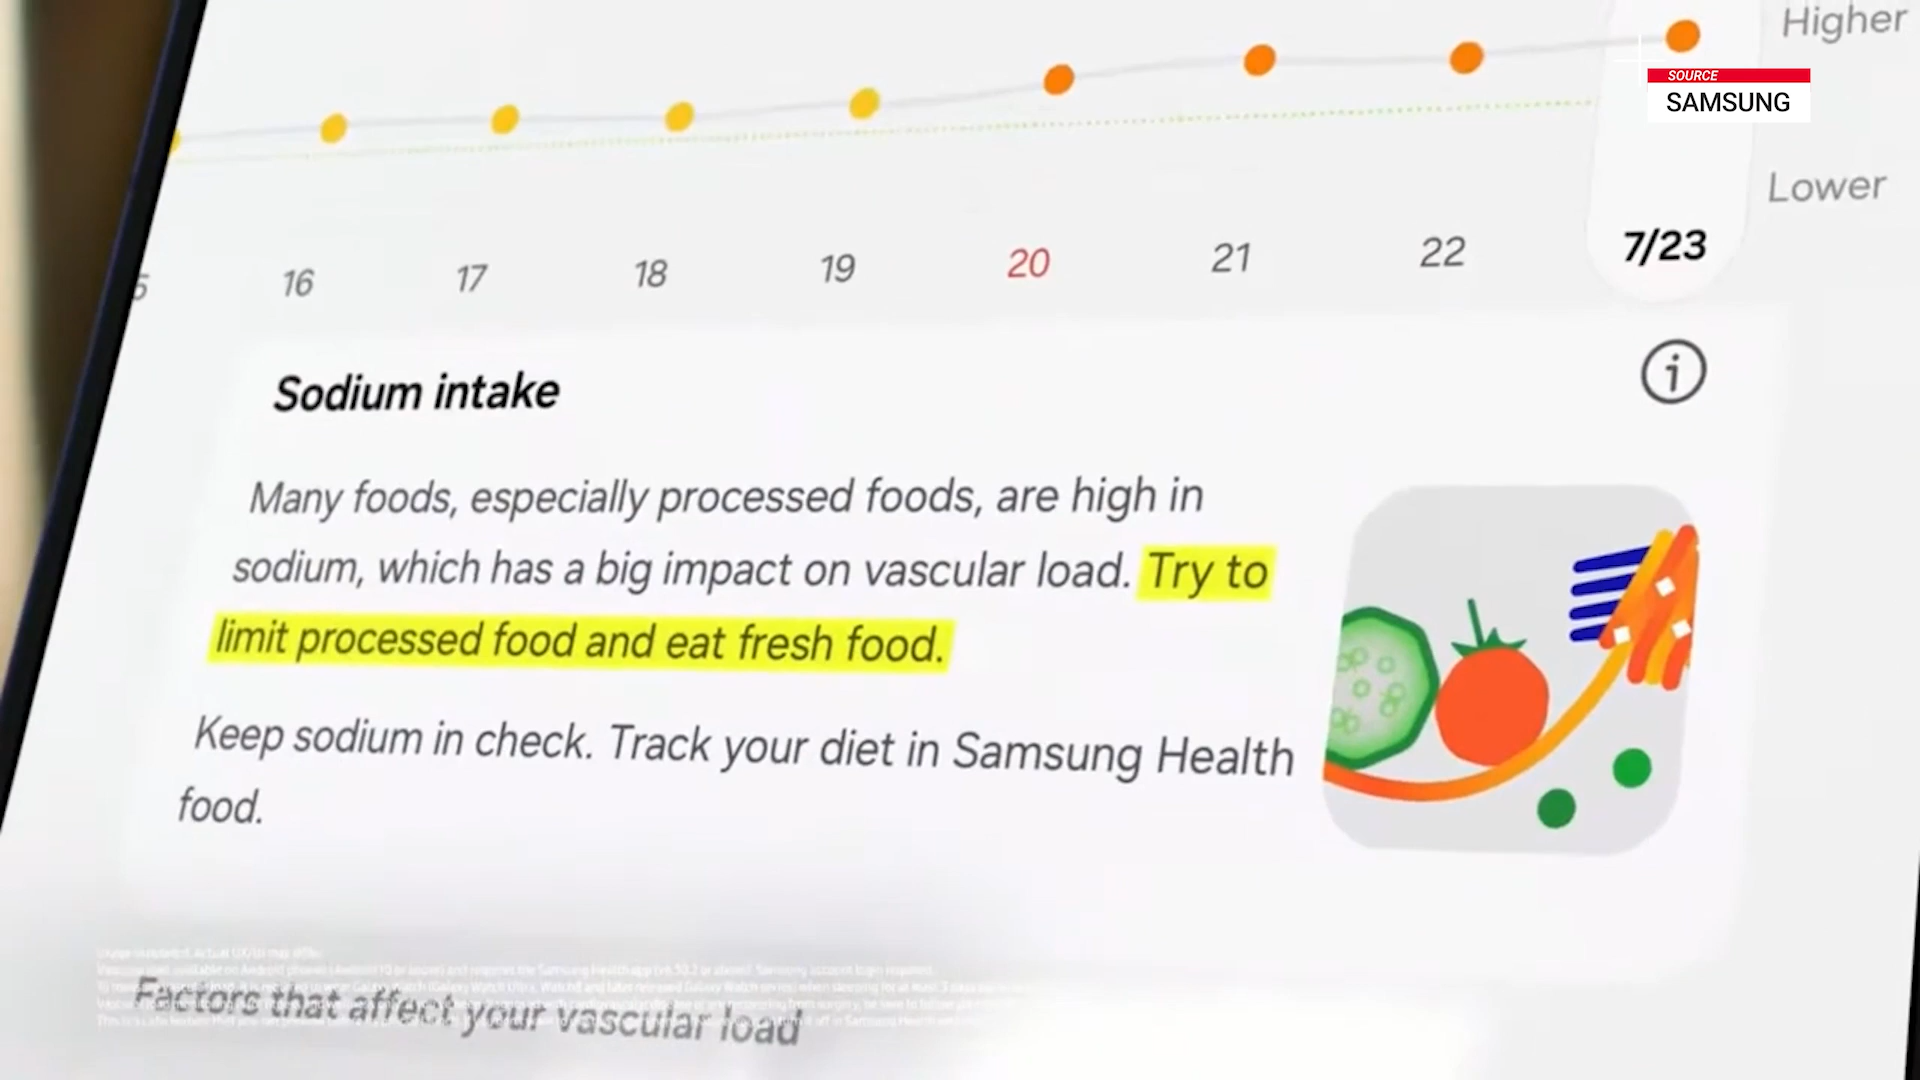 Higher
SOURCE
SAMSUNG
Lower
16 17 18 19 20 21 22 7/23
Sodium intake
Many foods, especially processed foods, are high in
sodium, which has a big impact on vascular load. Try to
limit processed food and eat fresh food.
Keep sodium in check. Track your diet in Samsung Health
food.
Factors that affect your vascular load